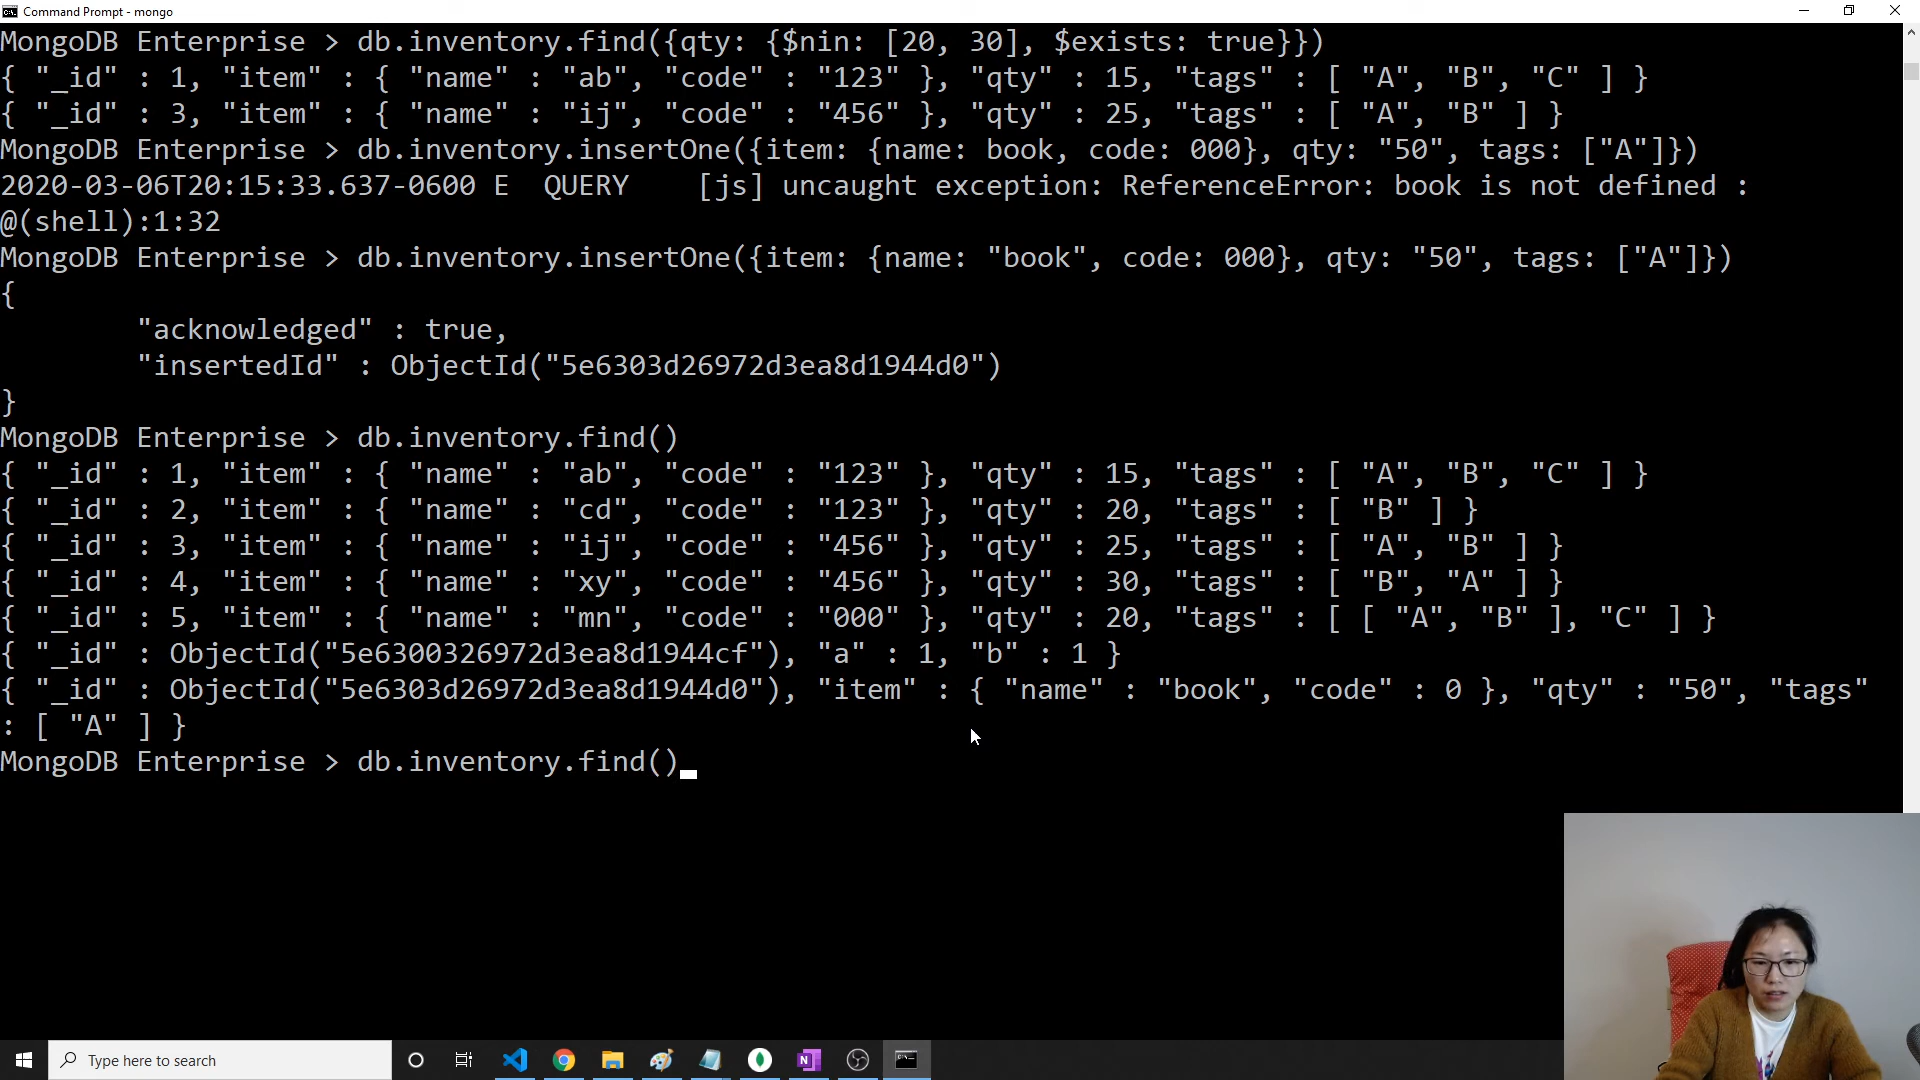 Command Prompt - mongo
MongoDB Enterprise > db.inventory.find({qty: {$nin: [20, 30], $exists: true}})
{ "_id" : 1, "item" : { "name" : "ab", "code" : "123" }, "qty" : 15, "tags" : [ "A", "B", "C" ] }
{ "_id" : 3, "item" : { "name" : "ij", "code" : "456" }, "qty" : 25, "tags" : [ "A", "B" ] }
MongoDB Enterprise > db.inventory.insertOne({item: {name: book, code: 000}, qty: "50", tags: ["A"]})
2020-03-06T20:15:33.637-0600 E  QUERY    [js] uncaught exception: ReferenceError: book is not defined :
@(shell):1:32
MongoDB Enterprise > db.inventory.insertOne({item: {name: "book", code: 000}, qty: "50", tags: ["A"]})
{
        "acknowledged" : true,
        "insertedId" : ObjectId("5e6303d26972d3ea8d1944d0")
}
MongoDB Enterprise > db.inventory.find()
{ "_id" : 1, "item" : { "name" : "ab", "code" : "123" }, "qty" : 15, "tags" : [ "A", "B", "C" ] }
{ "_id" : 2, "item" : { "name" : "cd", "code" : "123" }, "qty" : 20, "tags" : [ "B" ] }
{ "_id" : 3, "item" : { "name" : "ij", "code" : "456" }, "qty" : 25, "tags" : [ "A", "B" ] }
{ "_id" : 4, "item" : { "name" : "xy", "code" : "456" }, "qty" : 30, "tags" : [ "B", "A" ] }
{ "_id" : 5, "item" : { "name" : "mn", "code" : "000" }, "qty" : 20, "tags" : [ [ "A", "B" ], "C" ] }
{ "_id" : ObjectId("5e6300326972d3ea8d1944cf"), "a" : 1, "b" : 1 }
{ "_id" : ObjectId("5e6303d26972d3ea8d1944d0"), "item" : { "name" : "book", "code" : 0 }, "qty" : "50", "tags"
: [ "A" ] }
MongoDB Enterprise > db.inventory.find()
Type here to search